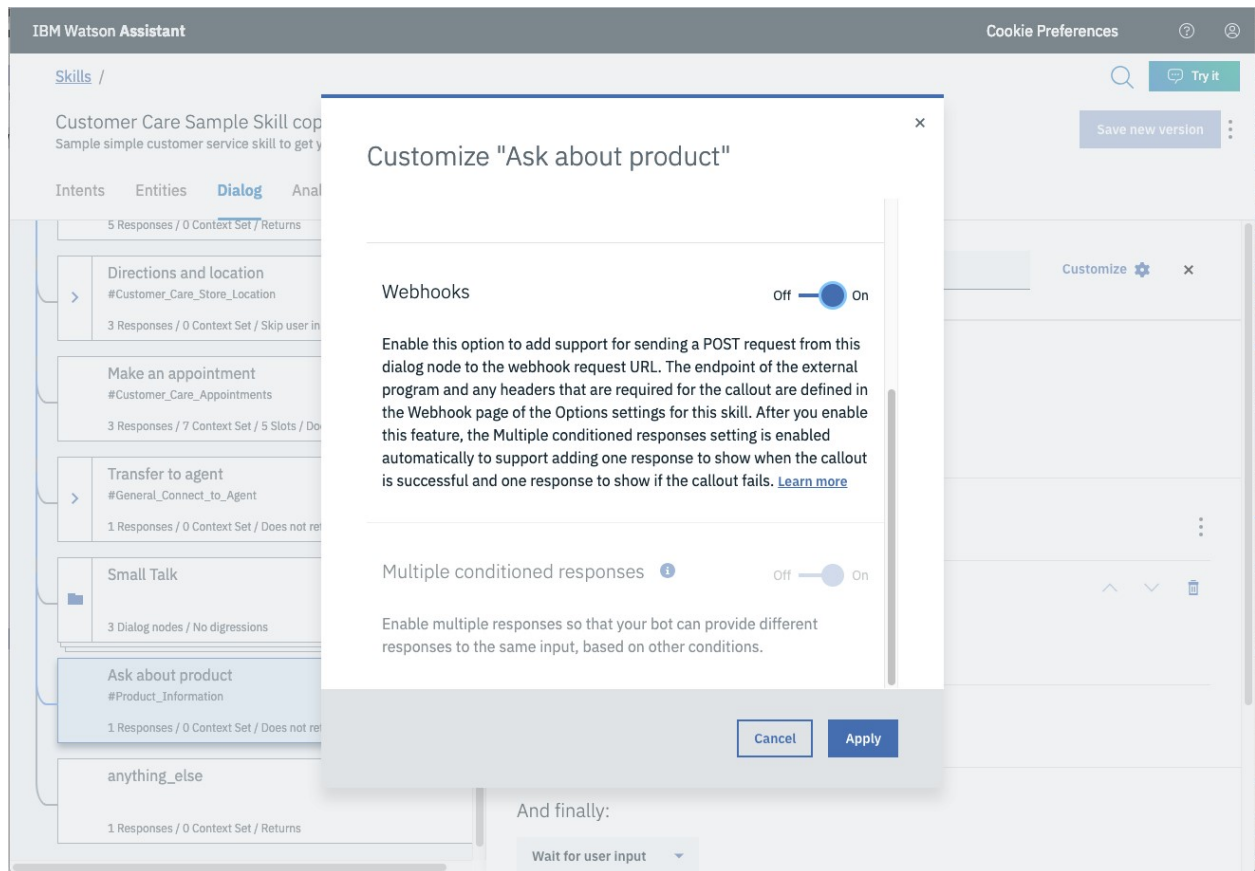 IBM Watson Assistant
Cookie Preferences
Skills /
Try it
Customer Care Sample Skill cop
Sample simple customer service skill to get y
Save new version
Intents Entities Dialog Anal
5 Responses / 0 Context Set / Returns
Directions and location
#Customer_Care_Store_Location
3 Responses / 0 Context Set / Skip user in
Make an appointment
#Customer_Care_Appointments
3 Responses / 7 Context Set / 5 Slots / Do
Transfer to agent
#General_Connect_to_Agent
1 Responses / 0 Context Set / Does not ret
Small Talk
3 Dialog nodes / No digressions
Ask about product
#Product_Information
1 Responses / 0 Context Set / Does not ret
anything_else
1 Responses / 0 Context Set / Returns
Customize "Ask about product"
Webhooks
Off On
Enable this option to add support for sending a POST request from this
dialog node to the webhook request URL. The endpoint of the external
program and any headers that are required for the callout are defined in
the Webhook page of the Options settings for this skill. After you enable
this feature, the Multiple conditioned responses setting is enabled
automatically to support adding one response to show when the callout
is successful and one response to show if the callout fails. Learn more
Multiple conditioned responses
Off On
Enable multiple responses so that your bot can provide different
responses to the same input, based on other conditions.
Cancel Apply
Customize
And finally:
Wait for user input